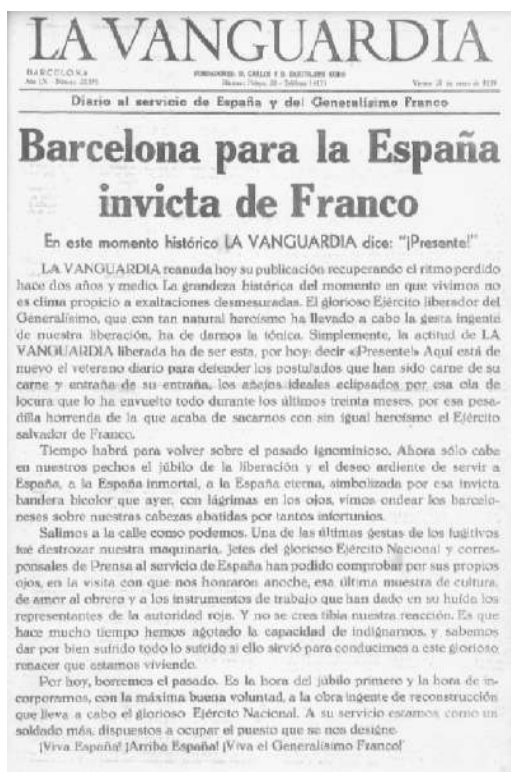 LA VANGUARDIA
BARCELONA
FUNDADORES: D. CARLOS Y D. BARTOLOMÉ GODÓ
Viernes 27 de enero de 1939
Diario al servicio de España y del Generalísimo Franco
Barcelona para la España
invicta de Franco
En este momento histórico LA VANGUARDIA dice: "¡Presente!"
LA VANGUARDIA reanuda hoy su publicación recuperando el ritmo perdido
hace dos años y medio. La grandeza histórica del momento en que vivimos no
es clima propicio a exaltaciones desmesuradas. El glorioso Ejército liberador del
Generalísimo, que con tan natural heroísmo ha llevado a cabo la gesta ingente
de nuestra liberación, ha de darnos la tónica. Simplemente, la actitud de LA
VANGUARDIA liberada ha de ser esta, por hoy: decir «¡Presente!» Aquí está de
nuevo el veterano diario para defender los postulados que han sido carne de su
carne y entraña de su entraña, los añejos ideales eclipsados por esa ola de
locura que lo ha envuelto todo durante los últimos treinta meses, por esa pesa-
dilla horrenda de la que acaba de sacarnos con sin igual heroísmo el Ejército
salvador de Franco.
Tiempo habrá para volver sobre el pasado ignominioso. Ahora sólo cabe
en nuestros pechos el júbilo de la liberación y el deseo ardiente de servir a
España, a la España inmortal, a la España eterna, simbolizada por esa invicta
bandera bicolor que ayer, con lágrimas en los ojos, vimos ondear los barcelo-
neses sobre nuestras cabezas abatidas por tantos infortunios.
Salimos a la calle como podemos. Una de las últimas gestas de los fugitivos
fué destrozar nuestra maquinaria. Jefes del glorioso Ejército Nacional y corres-
ponsales de Prensa al servicio de España han podido comprobar por sus propios
ojos, en la visita con que nos honraron anoche, esa última muestra de cultura,
de amor al obrero y a los instrumentos de trabajo que han dado en su huída los
representantes de la autoridad roja. Y no se crea tibia nuestra reacción. Es que
hace mucho tiempo hemos agotado la capacidad de indignarnos, y sabemos
dar por bien sufrido todo lo sufrido si ello sirvió para conducirnos a este glorioso
renacer que estamos viviendo.
Por hoy, borremos el pasado. Es la hora del júbilo primero y la hora de in-
corporarnos, con la máxima buena voluntad, a la obra ingente de reconstrucción
que lleva a cabo el glorioso Ejército Nacional. A su servicio estamos, como un
soldado más, dispuestos a ocupar el puesto que se nos designe.
¡Viva España! ¡Arriba España! ¡Viva el Generalísimo Franco!